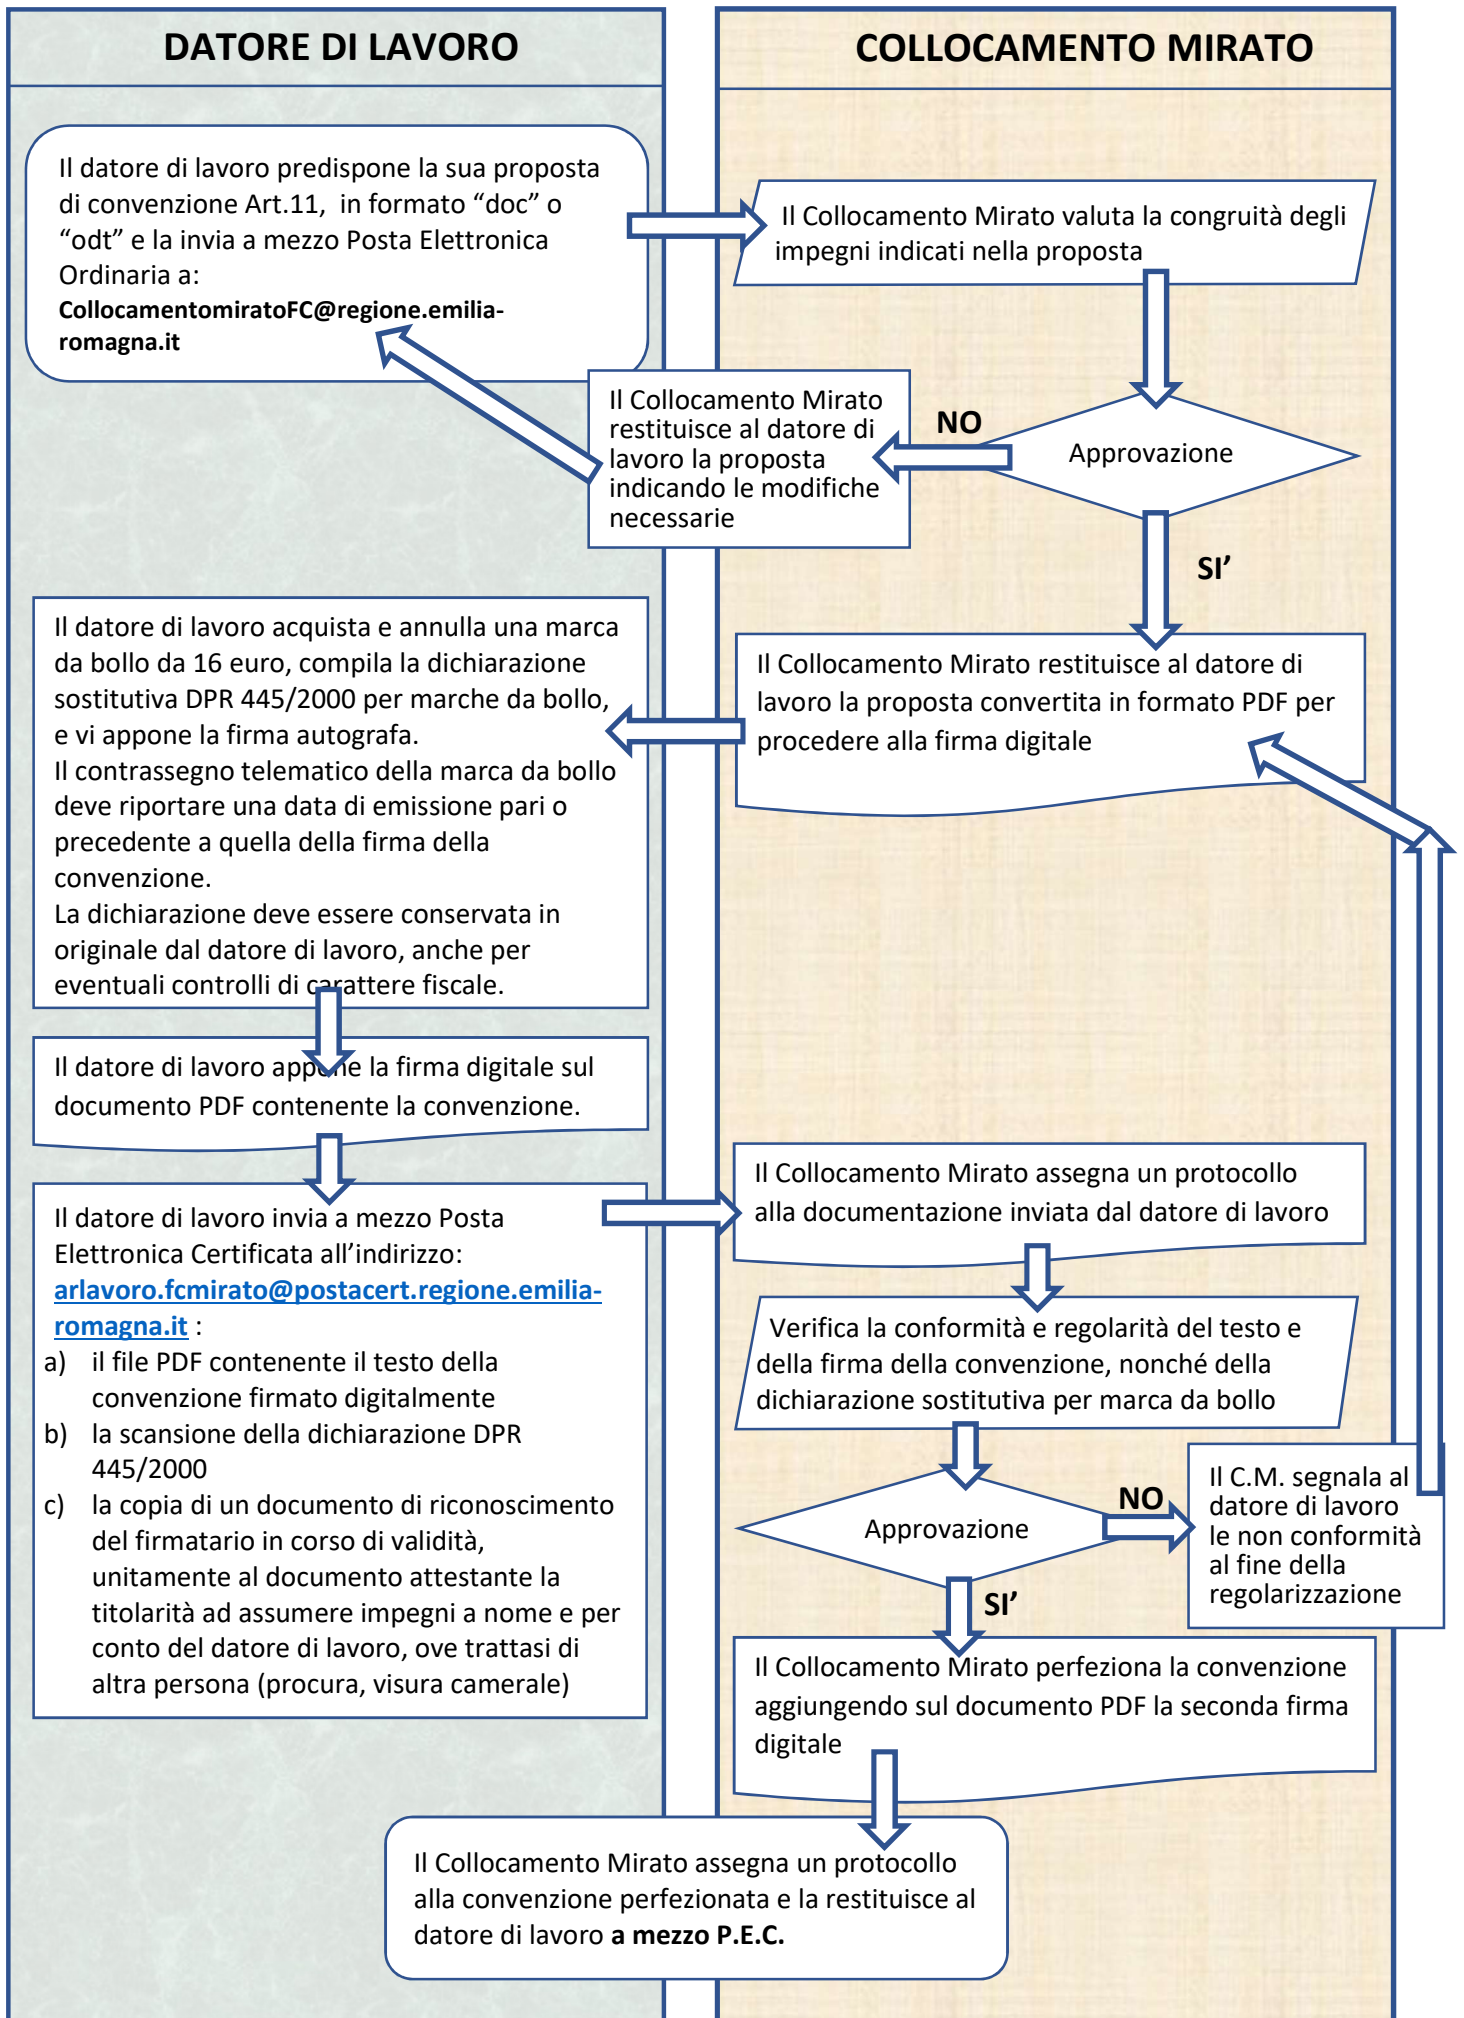 DATORE DI LAVORO
COLLOCAMENTO MIRATO
Il datore di lavoro predispone la sua proposta
di convenzione Art.11, in formato “doc” o
“odt” e la invia a mezzo Posta Elettronica
Ordinaria a:
CollocamentomiratoFC@regione.emilia-
romagna.it
Il Collocamento Mirato valuta la congruità degli
impegni indicati nella proposta
Approvazione
NO
Il Collocamento Mirato
restituisce al datore di
lavoro la proposta
indicando le modifiche
necessarie
SI’
Il Collocamento Mirato restituisce al datore di
lavoro la proposta convertita in formato PDF per
procedere alla firma digitale
Il datore di lavoro acquista e annulla una marca
da bollo da 16 euro, compila la dichiarazione
sostitutiva DPR 445/2000 per marche da bollo,
e vi appone la firma autografa.
Il contrassegno telematico della marca da bollo
deve riportare una data di emissione pari o
precedente a quella della firma della
convenzione.
La dichiarazione deve essere conservata in
originale dal datore di lavoro, anche per
eventuali controlli di carattere fiscale.
Il datore di lavoro appone la firma digitale sul
documento PDF contenente la convenzione.
Il datore di lavoro invia a mezzo Posta
Elettronica Certificata all’indirizzo:
arlavoro.fcmirato@postacert.regione.emilia-
romagna.it :
a) il file PDF contenente il testo della
convenzione firmato digitalmente
b) la scansione della dichiarazione DPR
445/2000
c) la copia di un documento di riconoscimento
del firmatario in corso di validità,
unitamente al documento attestante la
titolarità ad assumere impegni a nome e per
conto del datore di lavoro, ove trattasi di
altra persona (procura, visura camerale)
Il Collocamento Mirato assegna un protocollo
alla documentazione inviata dal datore di lavoro
Verifica la conformità e regolarità del testo e
della firma della convenzione, nonché della
dichiarazione sostitutiva per marca da bollo
Approvazione
NO
Il C.M. segnala al
datore di lavoro
le non conformità
al fine della
regolarizzazione
SI’
Il Collocamento Mirato perfeziona la convenzione
aggiungendo sul documento PDF la seconda firma
digitale
Il Collocamento Mirato assegna un protocollo
alla convenzione perfezionata e la restituisce al
datore di lavoro a mezzo P.E.C.